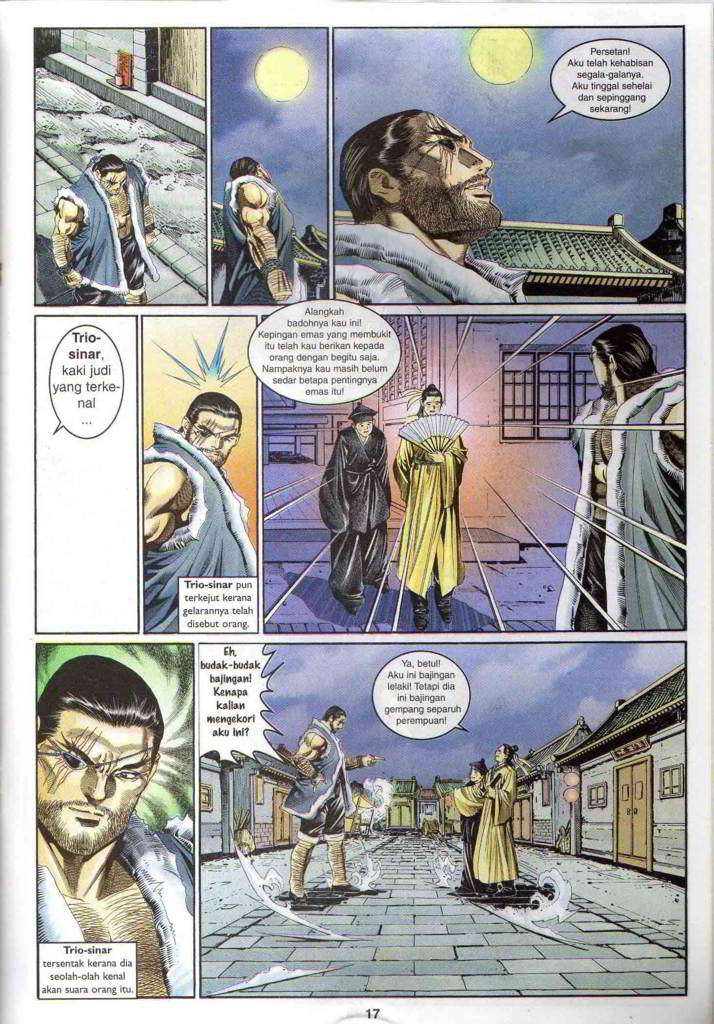 Persetan!
Aku telah kehabisan
segala-galanya.
Aku tinggal sehelai
dan sepinggang
sekarang!
Trio-
sinar,
kaki judi
yang terke-
nal
...
Trio-sinar pun
terkejut kerana
gelarannya telah
disebut orang.
Alangkah
badohnya kau ini!
Kepingan emas yang membukit
itu telah kau berikan kepada
orang dengan begitu saja.
Nampaknya kau masih belum
sedar betapa pentingnya
emas itu!
Trio-sinar
tersentak kerana dia
seolah-olah kenal
akan suara orang itu.
Eh,
budak-budak
bajingan!
Kenapa
kalian
mengekori
aku ini?
Ya, betul!
Aku ini bajingan
lelaki! Tetapi dia
ini bajingan
gempang separuh
perempuan!
17